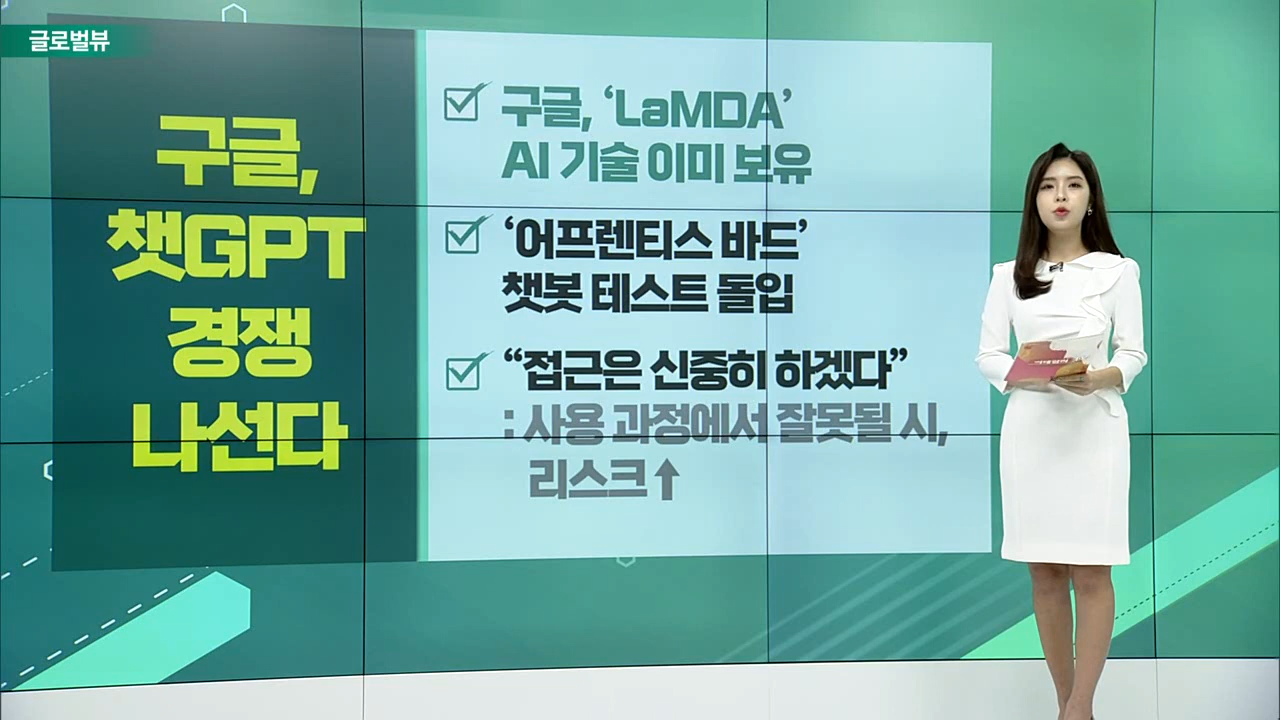 글로벌뷰
구글,
챗GPT
경쟁
나선다
구글, ‘LaMDA’
AI 기술 이미 보유
‘어프렌티스 바드’
챗봇 테스트 돌입
“접근은 신중히 하겠다”
: 사용 과정에서 잘못될 시,
리스크↑